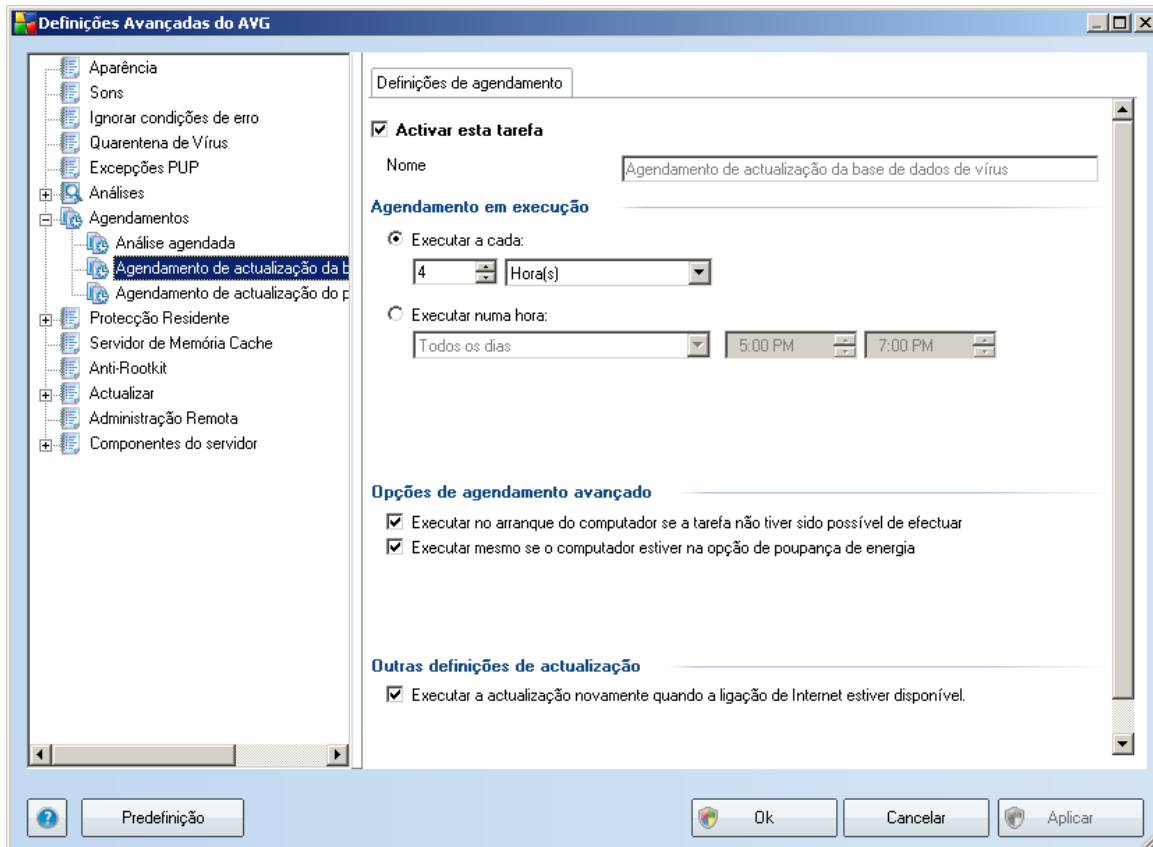 Definições Avançadas do AVG
Aparência
Sons
Ignorar condições de erro
Quarentena de Vírus
Excepções PUP
Análises
Agendamentos
Análise agendada
Agendamento de actualização da b
Agendamento de actualização do p
Protecção Residente
Servidor de Memória Cache
Anti-Rootkit
Actualizar
Administração Remota
Componentes do servidor
Definições de agendamento
Activar esta tarefa
Nome
Agendamento de actualização da base de dados de vírus
Agendamento em execução
Executar a cada:
4 Hora(s)
Executar numa hora:
Todos os dias 5:00 PM 7:00 PM
Opções de agendamento avançado
Executar no arranque do computador se a tarefa não tiver sido possível de efectuar
Executar mesmo se o computador estiver na opção de poupança de energia
Outras definições de actualização
Executar a actualização novamente quando a ligação de Internet estiver disponível.
Predefinição
Ok
Cancelar
Aplicar